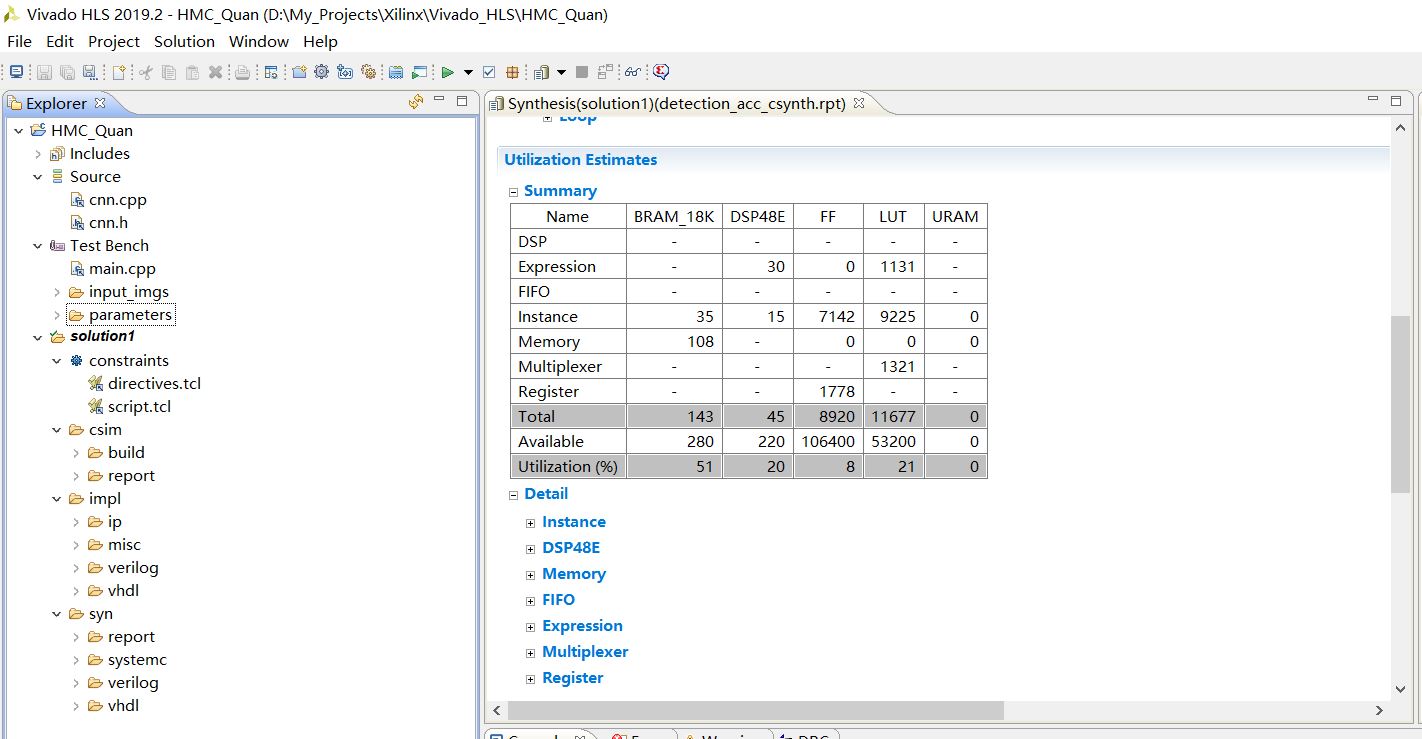 Vivado HLS 2019.2 - HMC_Quan (D:\My_Projects\Xilinx\Vivado_HLS\HMC_Quan)
File Edit Project Solution Window Help
Explorer
HMC_Quan
Includes
Source
cnn.cpp
cnn.h
Test Bench
main.cpp
input_imgs
parameters
solution1
constraints
directives.tcl
script.tcl
csim
build
report
impl
ip
misc
verilog
vhdl
syn
report
systemc
verilog
vhdl
Synthesis(solution1)(detection_acc_csynth.rpt)
Loop
Utilization Estimates
Summary
Name BRAM_18K DSP48E FF LUT URAM
DSP - - - - -
Expression - 30 0 1131 -
FIFO - - - - -
Instance 35 15 7142 9225 0
Memory 108 - 0 0 0
Multiplexer - - - 1321 -
Register - - 1778 - -
Total 143 45 8920 11677 0
Available 280 220 106400 53200 0
Utilization (%) 51 20 8 21 0
Detail
Instance
DSP48E
Memory
FIFO
Expression
Multiplexer
Register